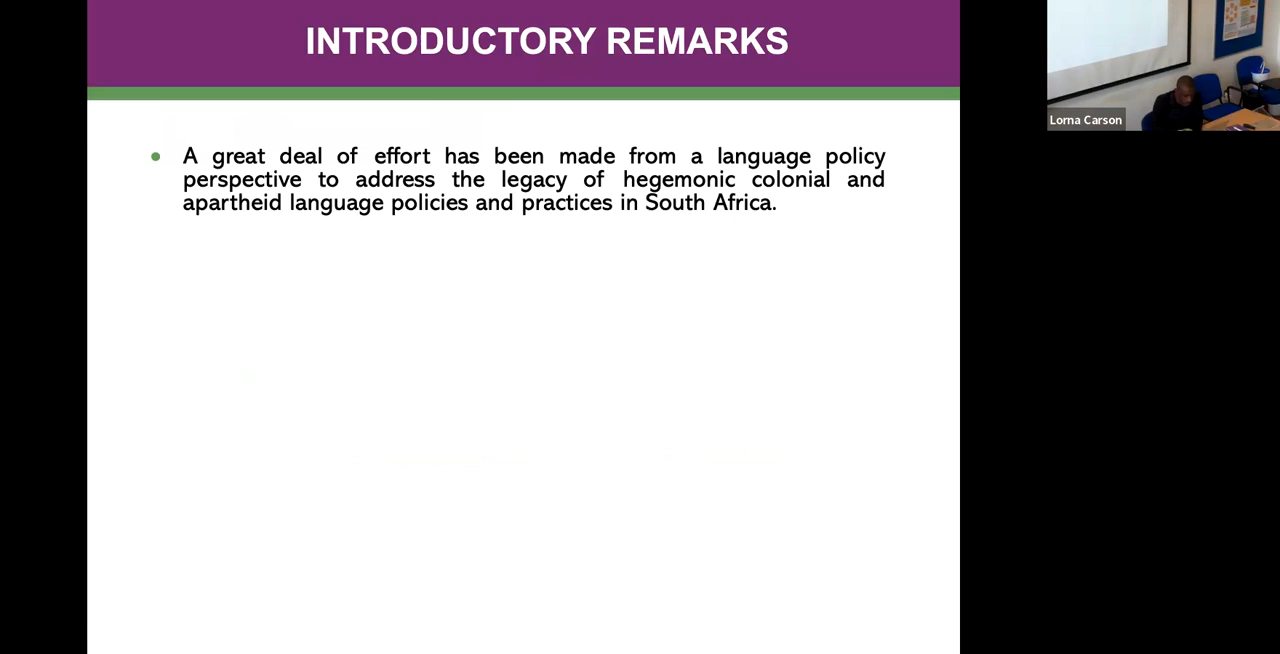 INTRODUCTORY REMARKS
• A great deal of effort has been made from a language policy
perspective to address the legacy of hegemonic colonial and
apartheid language policies and practices in South Africa.
Lorna Carson